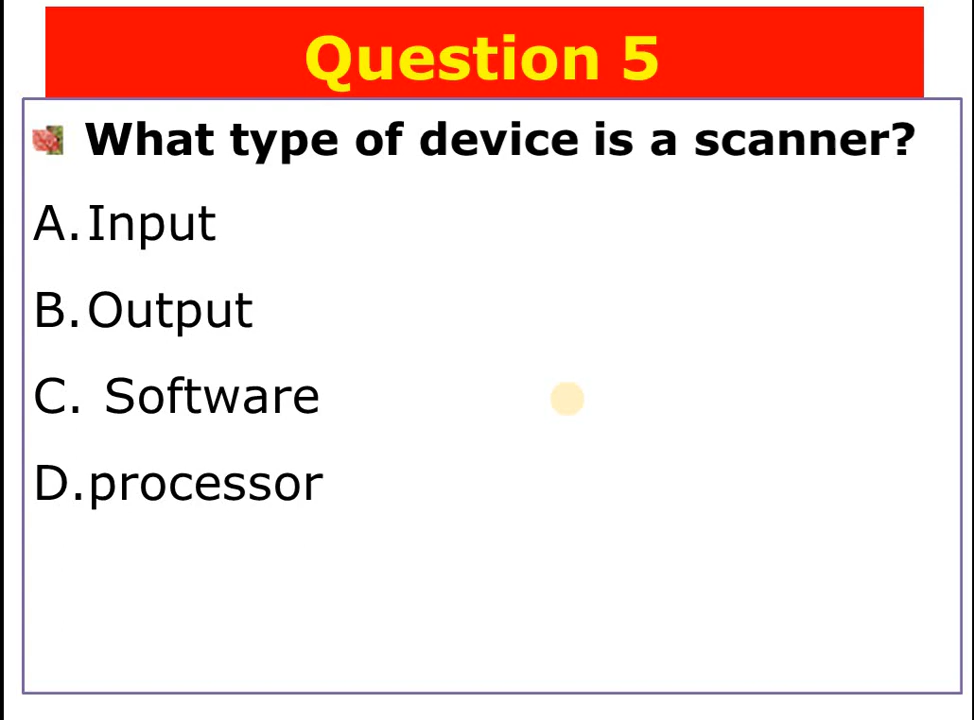 Question 5
What type of device is a scanner?
A.Input
B.Output
C. Software
D.processor